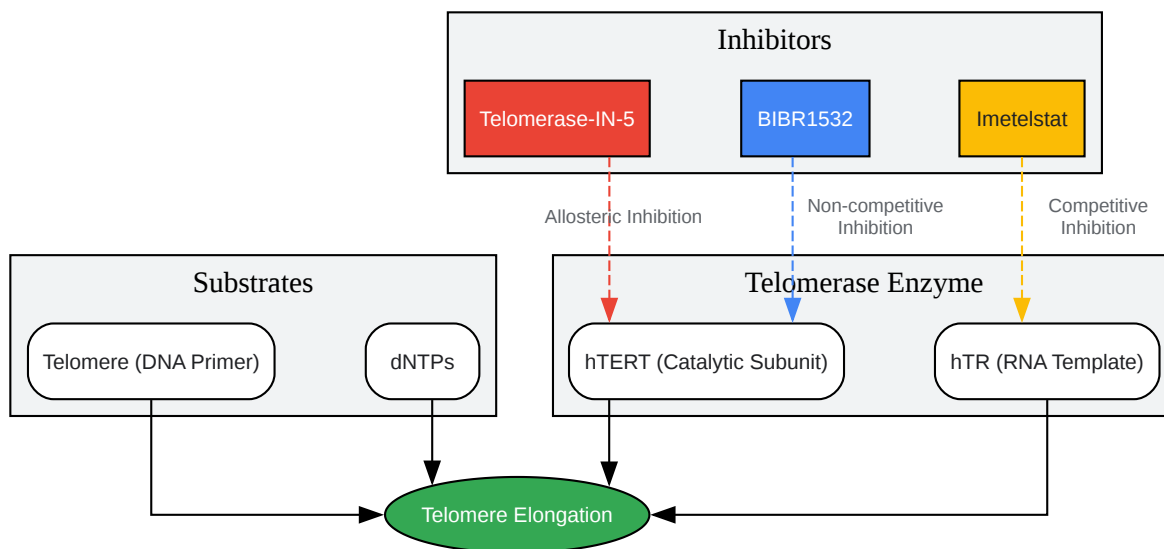 Inhibitors
Telomerase-IN-5
BIBR1532
Imetelstat
Allosteric Inhibition
Non-competitive
Inhibition
Competitive
Inhibition
Substrates
Telomerase Enzyme
Telomere (DNA Primer)
dNTPs
hTERT (Catalytic Subunit)
hTR (RNA Template)
Telomere Elongation